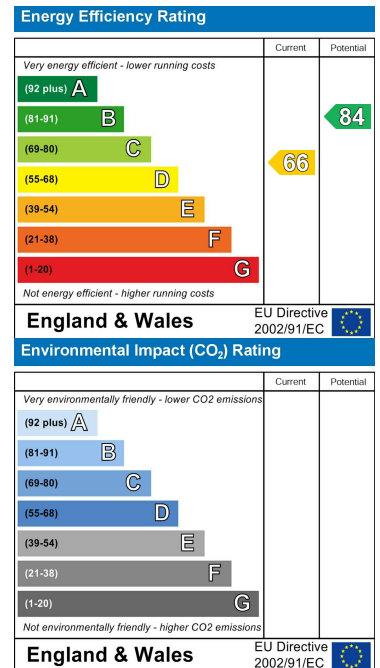 Energy Efficiency Rating
Current Potential
Very energy efficient - lower running costs
(92 plus) A
(81-91) B
84
(69-80) C
66
(55-68) D
(39-54) E
(21-38) F
(1-20) G
Not energy efficient - higher running costs
England & Wales EU Directive 2002/91/EC
Environmental Impact (CO₂) Rating
Current Potential
Very environmentally friendly - lower CO2 emissions
(92 plus) A
(81-91) B
(69-80) C
(55-68) D
(39-54) E
(21-38) F
(1-20) G
Not environmentally friendly - higher CO2 emissions
England & Wales EU Directive 2002/91/EC